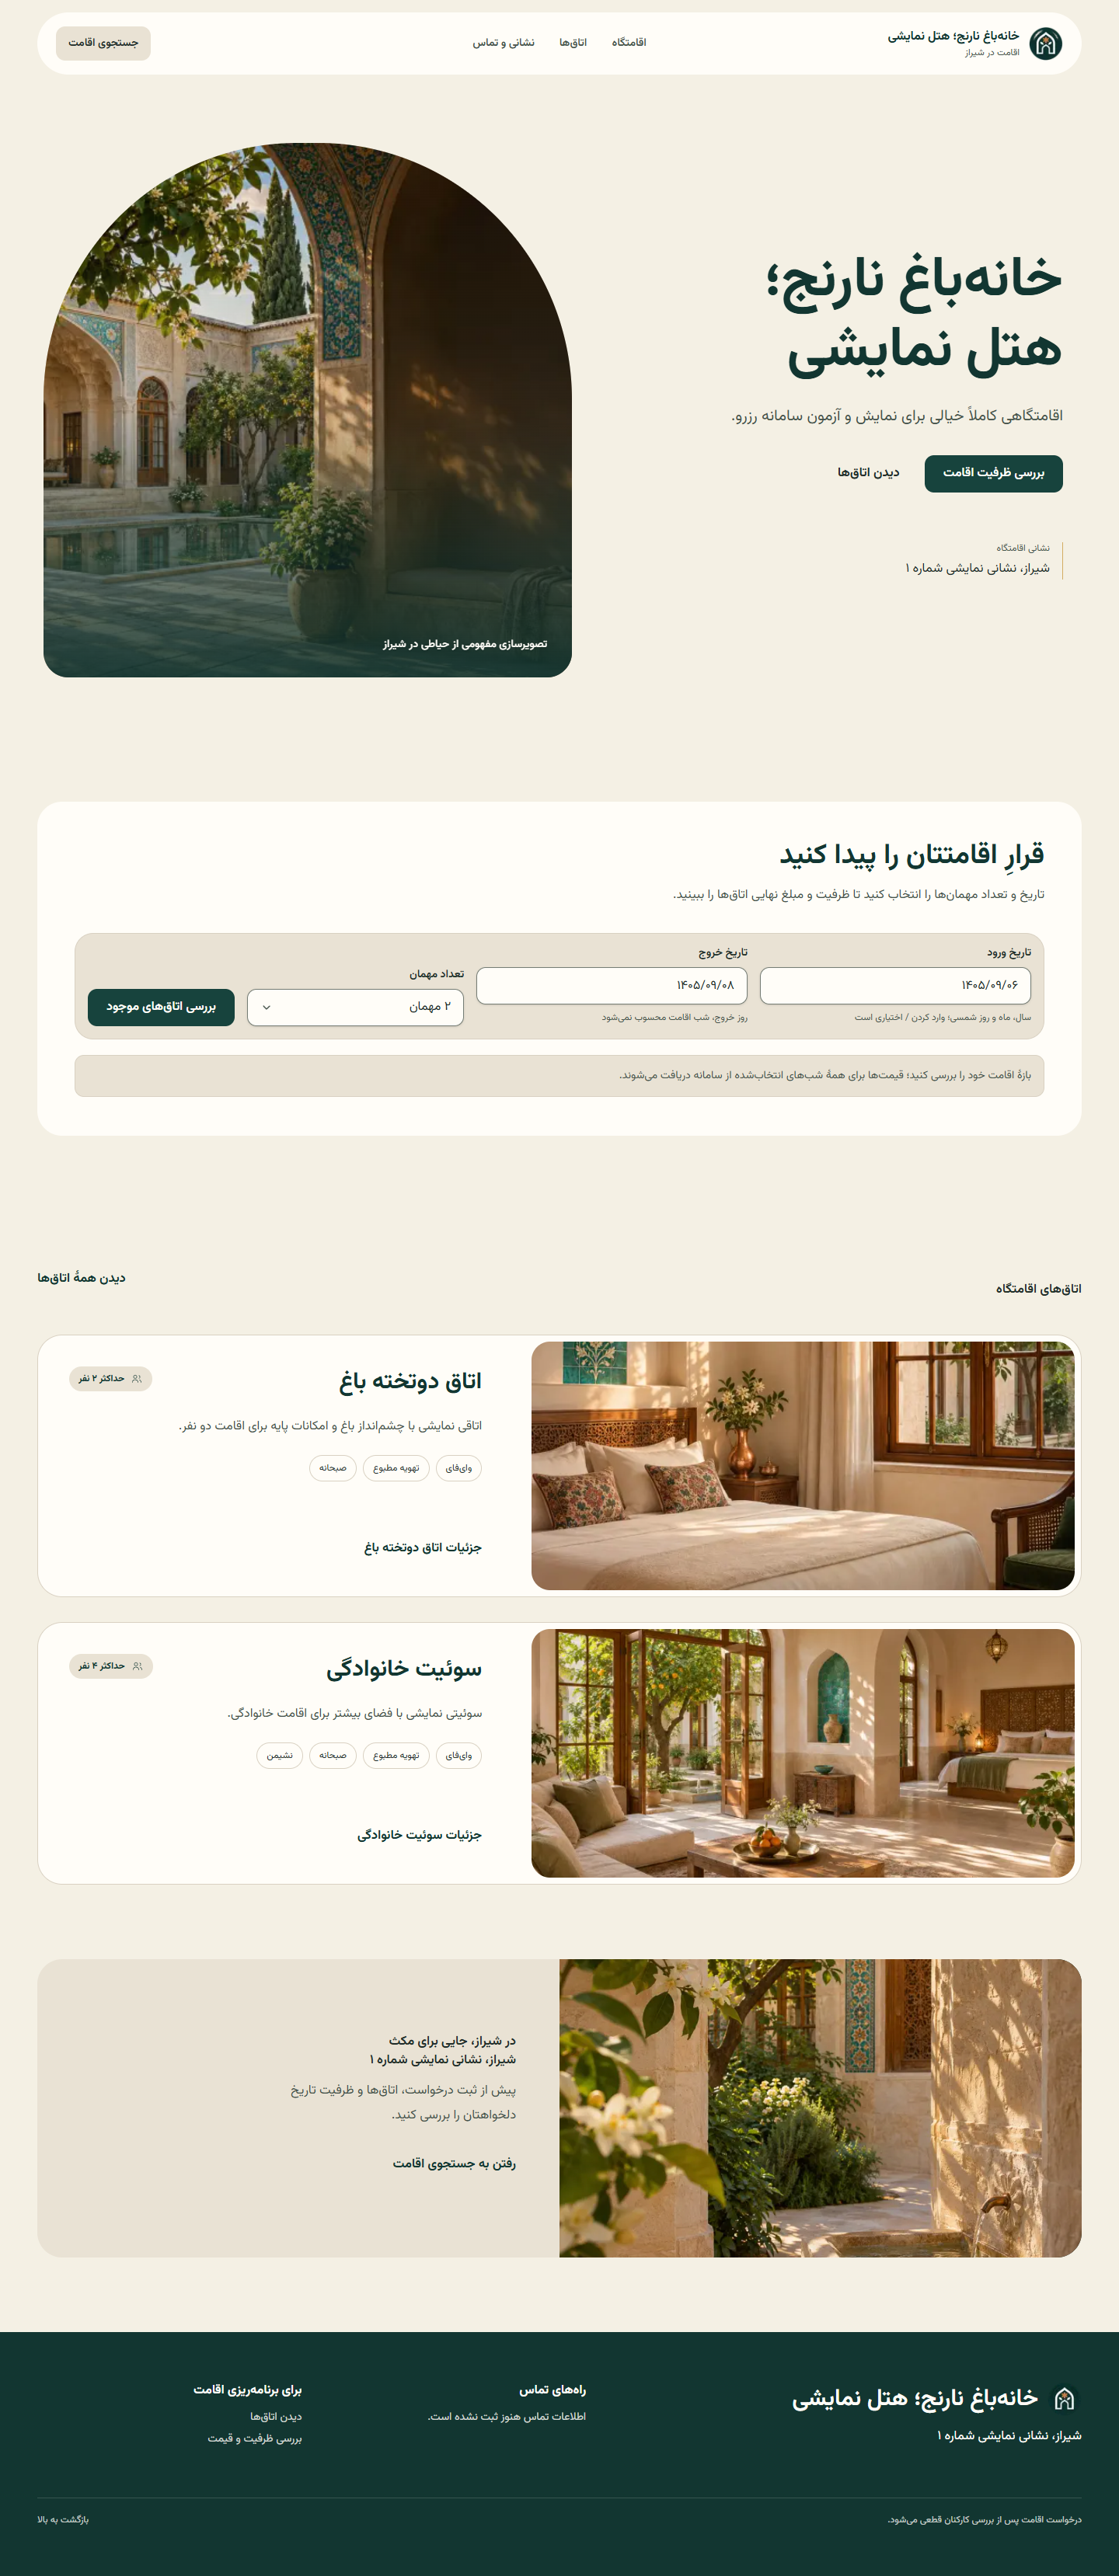 خانه‌باغ نارنج؛ هتل نمایشی
اقامت در شیراز
اقامتگاه
اتاق‌ها
نشانی و تماس
جستجوی اقامت
خانه‌باغ نارنج؛
هتل نمایشی
اقامتگاهی کاملاً خیالی برای نمایش و آزمون سامانه رزرو.
بررسی ظرفیت اقامت
دیدن اتاق‌ها
نشانی اقامتگاه
شیراز، نشانی نمایشی شماره ۱
تصویرسازی مفهومی از حیاطی در شیراز
قرارِ اقامتتان را پیدا کنید
تاریخ و تعداد مهمان‌ها را انتخاب کنید تا ظرفیت و مبلغ نهایی اتاق‌ها را ببینید.
تاریخ ورود
۱۴۰۵/۰۹/۰۶
سال، ماه و روز شمسی؛ وارد کردن / اختیاری است
تاریخ خروج
۱۴۰۵/۰۹/۰۸
روز خروج، شب اقامت محسوب نمی‌شود
تعداد مهمان
۲ مهمان
بررسی اتاق‌های موجود
بازهٔ اقامت خود را بررسی کنید؛ قیمت‌ها برای همهٔ شب‌های انتخاب‌شده از سامانه دریافت می‌شوند.
اتاق‌های اقامتگاه
دیدن همهٔ اتاق‌ها
اتاق دوتخته باغ
حداکثر ۲ نفر
اتاقی نمایشی با چشم‌انداز باغ و امکانات پایه برای اقامت دو نفر.
وای‌فای
تهویه مطبوع
صبحانه
جزئیات اتاق دوتخته باغ
سوئیت خانوادگی
حداکثر ۴ نفر
سوئیتی نمایشی با فضای بیشتر برای اقامت خانوادگی.
وای‌فای
تهویه مطبوع
صبحانه
نشیمن
جزئیات سوئیت خانوادگی
در شیراز، جایی برای مکث
شیراز، نشانی نمایشی شماره ۱
پیش از ثبت درخواست، اتاق‌ها و ظرفیت تاریخ
دلخواهتان را بررسی کنید.
رفتن به جستجوی اقامت
خانه‌باغ نارنج؛ هتل نمایشی
شیراز، نشانی نمایشی شماره ۱
راه‌های تماس
اطلاعات تماس هنوز ثبت نشده است.
برای برنامه‌ریزی اقامت
دیدن اتاق‌ها
بررسی ظرفیت و قیمت
درخواست اقامت پس از بررسی کارکنان قطعی می‌شود.
بازگشت به بالا